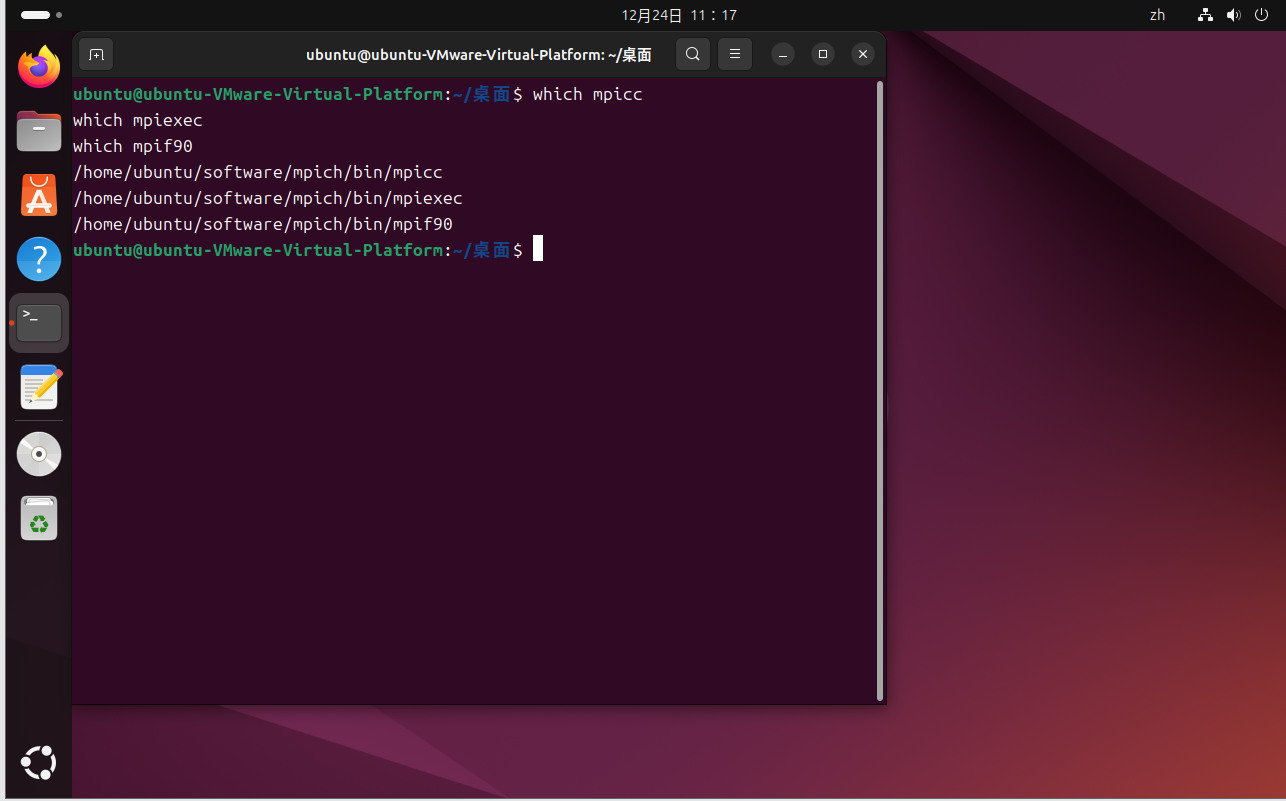 12月24日 11：17
zh
ubuntu@ubuntu-VMware-Virtual-Platform: ~/桌面
ubuntu@ubuntu-VMware-Virtual-Platform:~/桌面$ which mpicc
which mpiexec
which mpif90
/home/ubuntu/software/mpich/bin/mpicc
/home/ubuntu/software/mpich/bin/mpiexec
/home/ubuntu/software/mpich/bin/mpif90
ubuntu@ubuntu-VMware-Virtual-Platform:~/桌面$